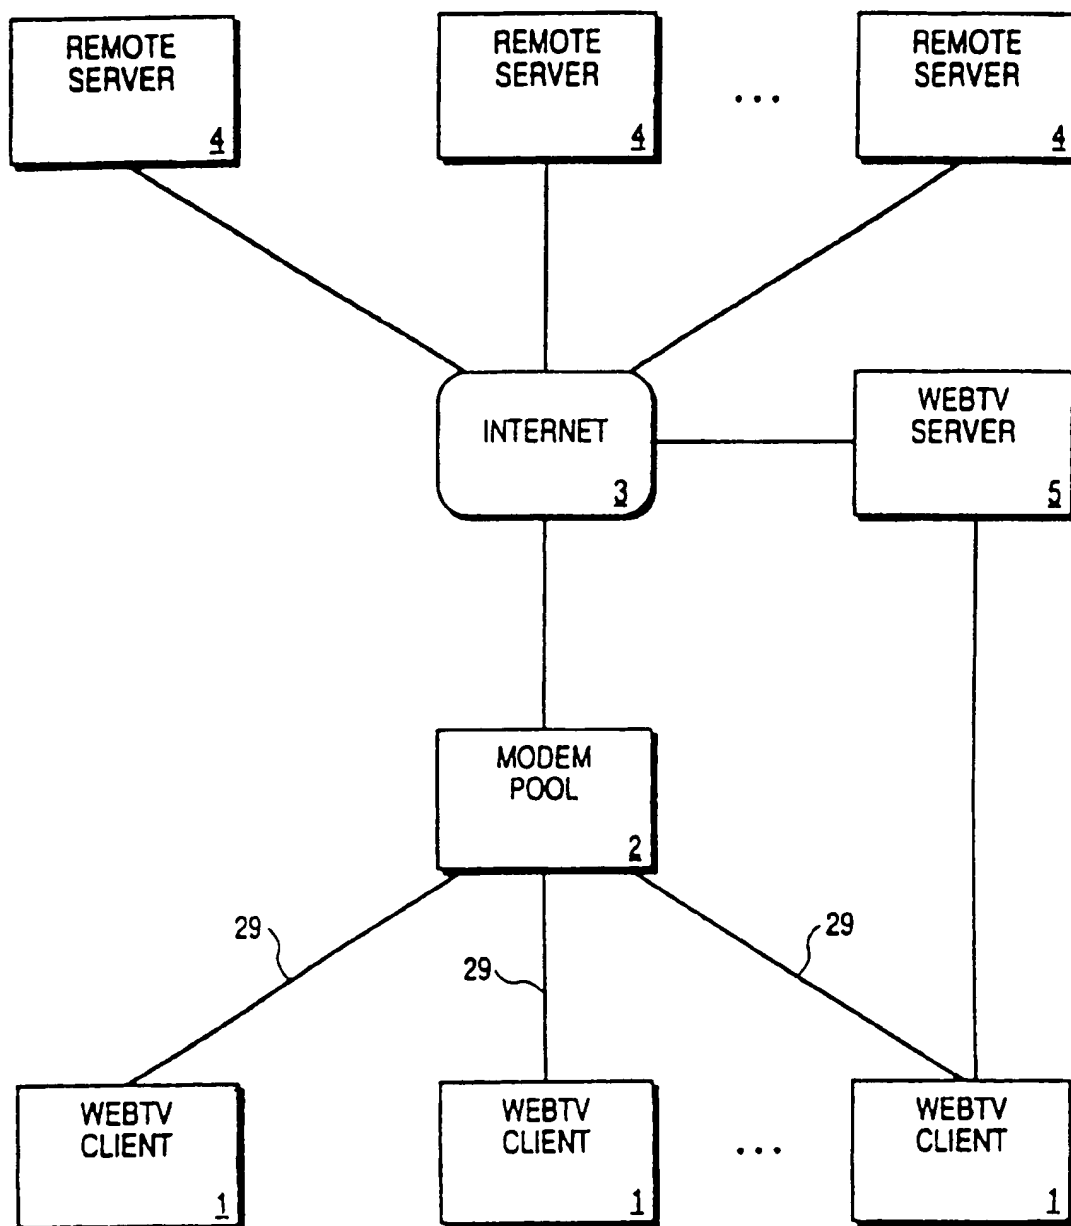 REMOTE
SERVER
4
REMOTE
SERVER
4
...
REMOTE
SERVER
4
INTERNET
3
WEBTV
SERVER
5
MODEM
POOL
2
29
29
29
WEBTV
CLIENT
1
WEBTV
CLIENT
1
...
WEBTV
CLIENT
1